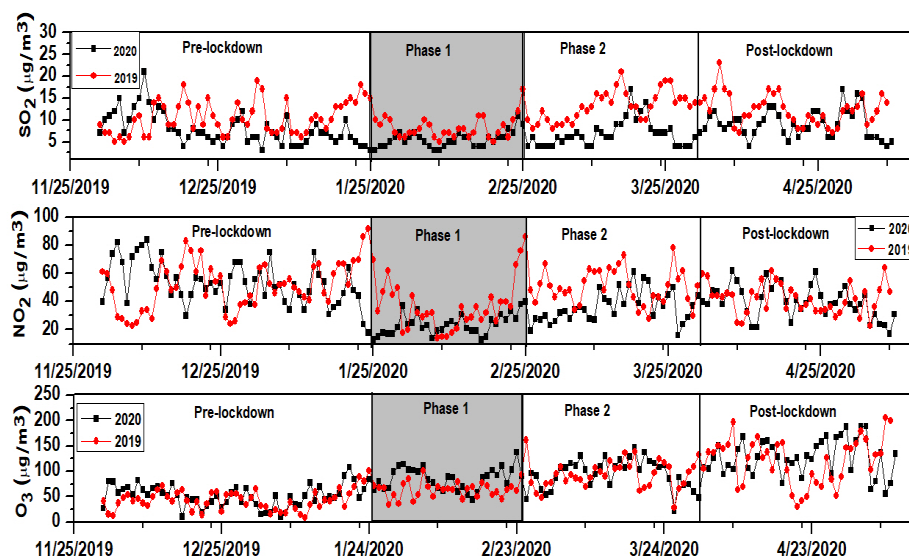 SO2 (µg/m3)
30
25
20
15
10
5
2020
2019
Pre-lockdown
Phase 1
Phase 2
Post-lockdown
11/25/2019 12/25/2019 1/25/2020 2/25/2020 3/25/2020 4/25/2020
NO2 (µg/m3)
100
80
60
40
20
Pre-lockdown
Phase 1
Phase 2
Post-lockdown
2020
2019
11/25/2019 12/25/2019 1/25/2020 2/25/2020 3/25/2020 4/25/2020
O3 (µg/m3)
250
200
150
100
50
0
2020
2019
Pre-lockdown
Phase 1
Phase 2
Post-lockdown
11/25/2019 12/25/2019 1/24/2020 2/23/2020 3/24/2020 4/23/2020